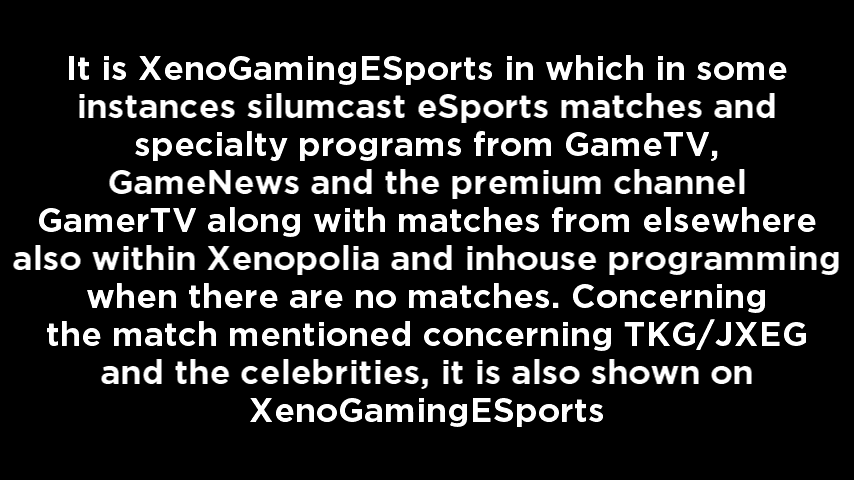 It is XenoGamingESports in which in some
instances silumcast eSports matches and
specialty programs from GameTV,
GameNews and the premium channel
GamerTV along with matches from elsewhere
also within Xenopolia and inhouse programming
when there are no matches. Concerning
the match mentioned concerning TKG/JXEG
and the celebrities, it is also shown on
XenoGamingESports